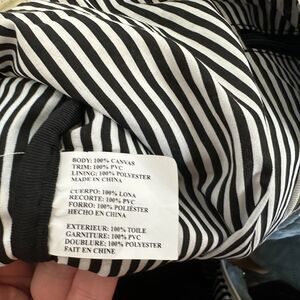 BODY: 100% CANVAS
TRIM: 100% PVC
LINING: 100% POLYESTER
MADE IN CHINA
CUERPO: 100% LONA
RECORTE: 100% PVC
FORRO: 100% POLIÉSTER
HECHO EN CHINA
EXTERIEUR: 100% TOILE
GARNITURE: 100% PVC
DOUBLURE: 100% POLYESTER
FAIT EN CHINE